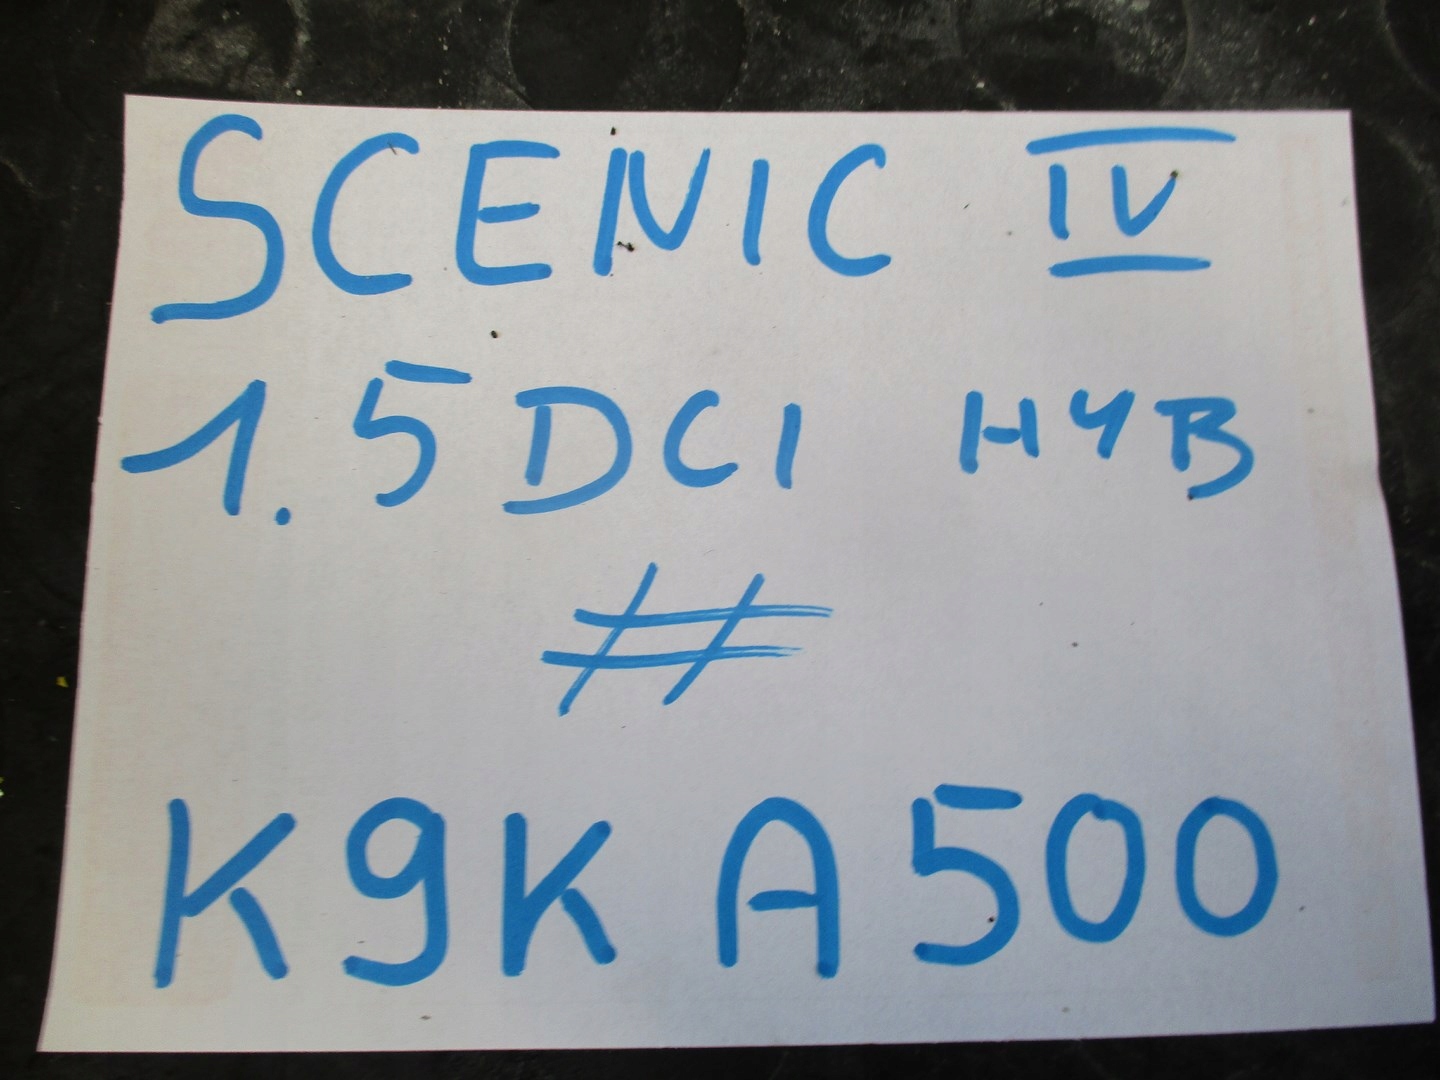 SCENIC IV
1.5 DCI HYB
#
K9K A500